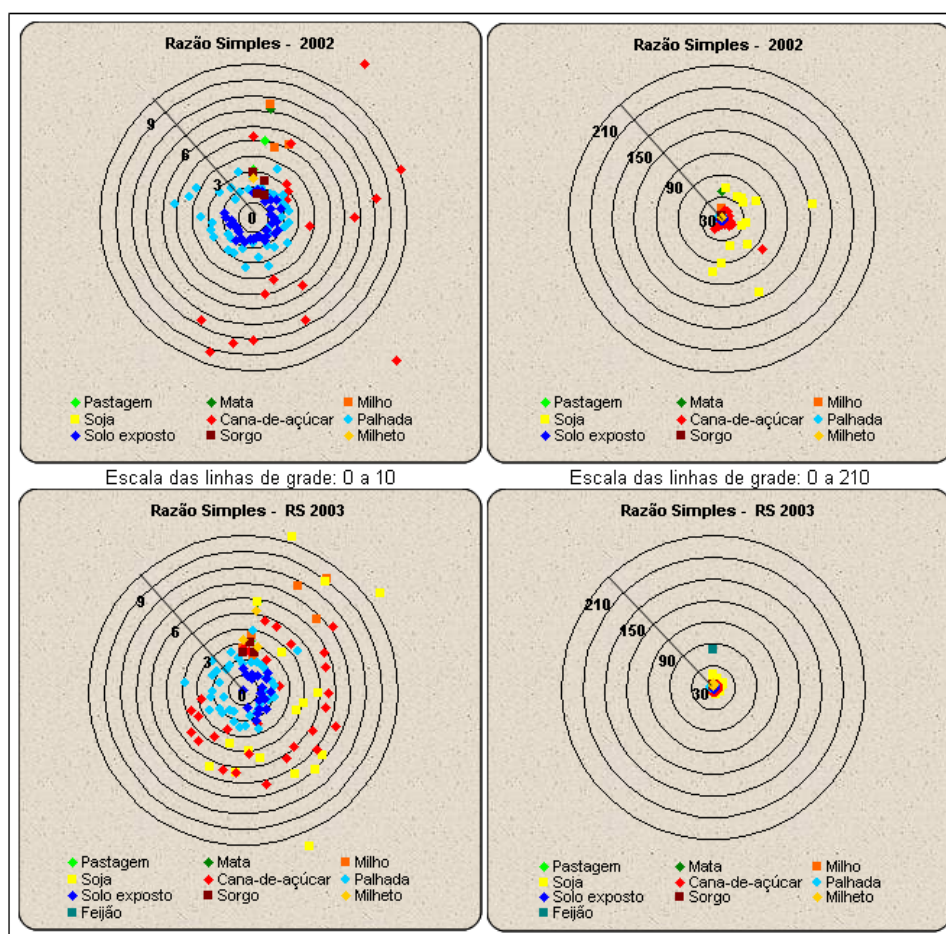 Razão Simples - 2002
9
6
3
0
Pastagem Mata Milho
Soja Cana-de-açúcar Palhada
Solo exposto Sorgo Milheto
Razão Simples - 2002
210
150
90
30
Pastagem Mata Milho
Soja Cana-de-açúcar Palhada
Solo exposto Sorgo Milheto
Escala das linhas de grade: 0 a 10
Escala das linhas de grade: 0 a 210
Razão Simples - RS 2003
9
6
3
0
Pastagem Mata Milho
Soja Cana-de-açúcar Palhada
Solo exposto Sorgo Milheto
Feijão
Razão Simples - RS 2003
210
150
90
30
Pastagem Mata Milho
Soja Cana-de-açúcar Palhada
Solo exposto Sorgo Milheto
Feijão